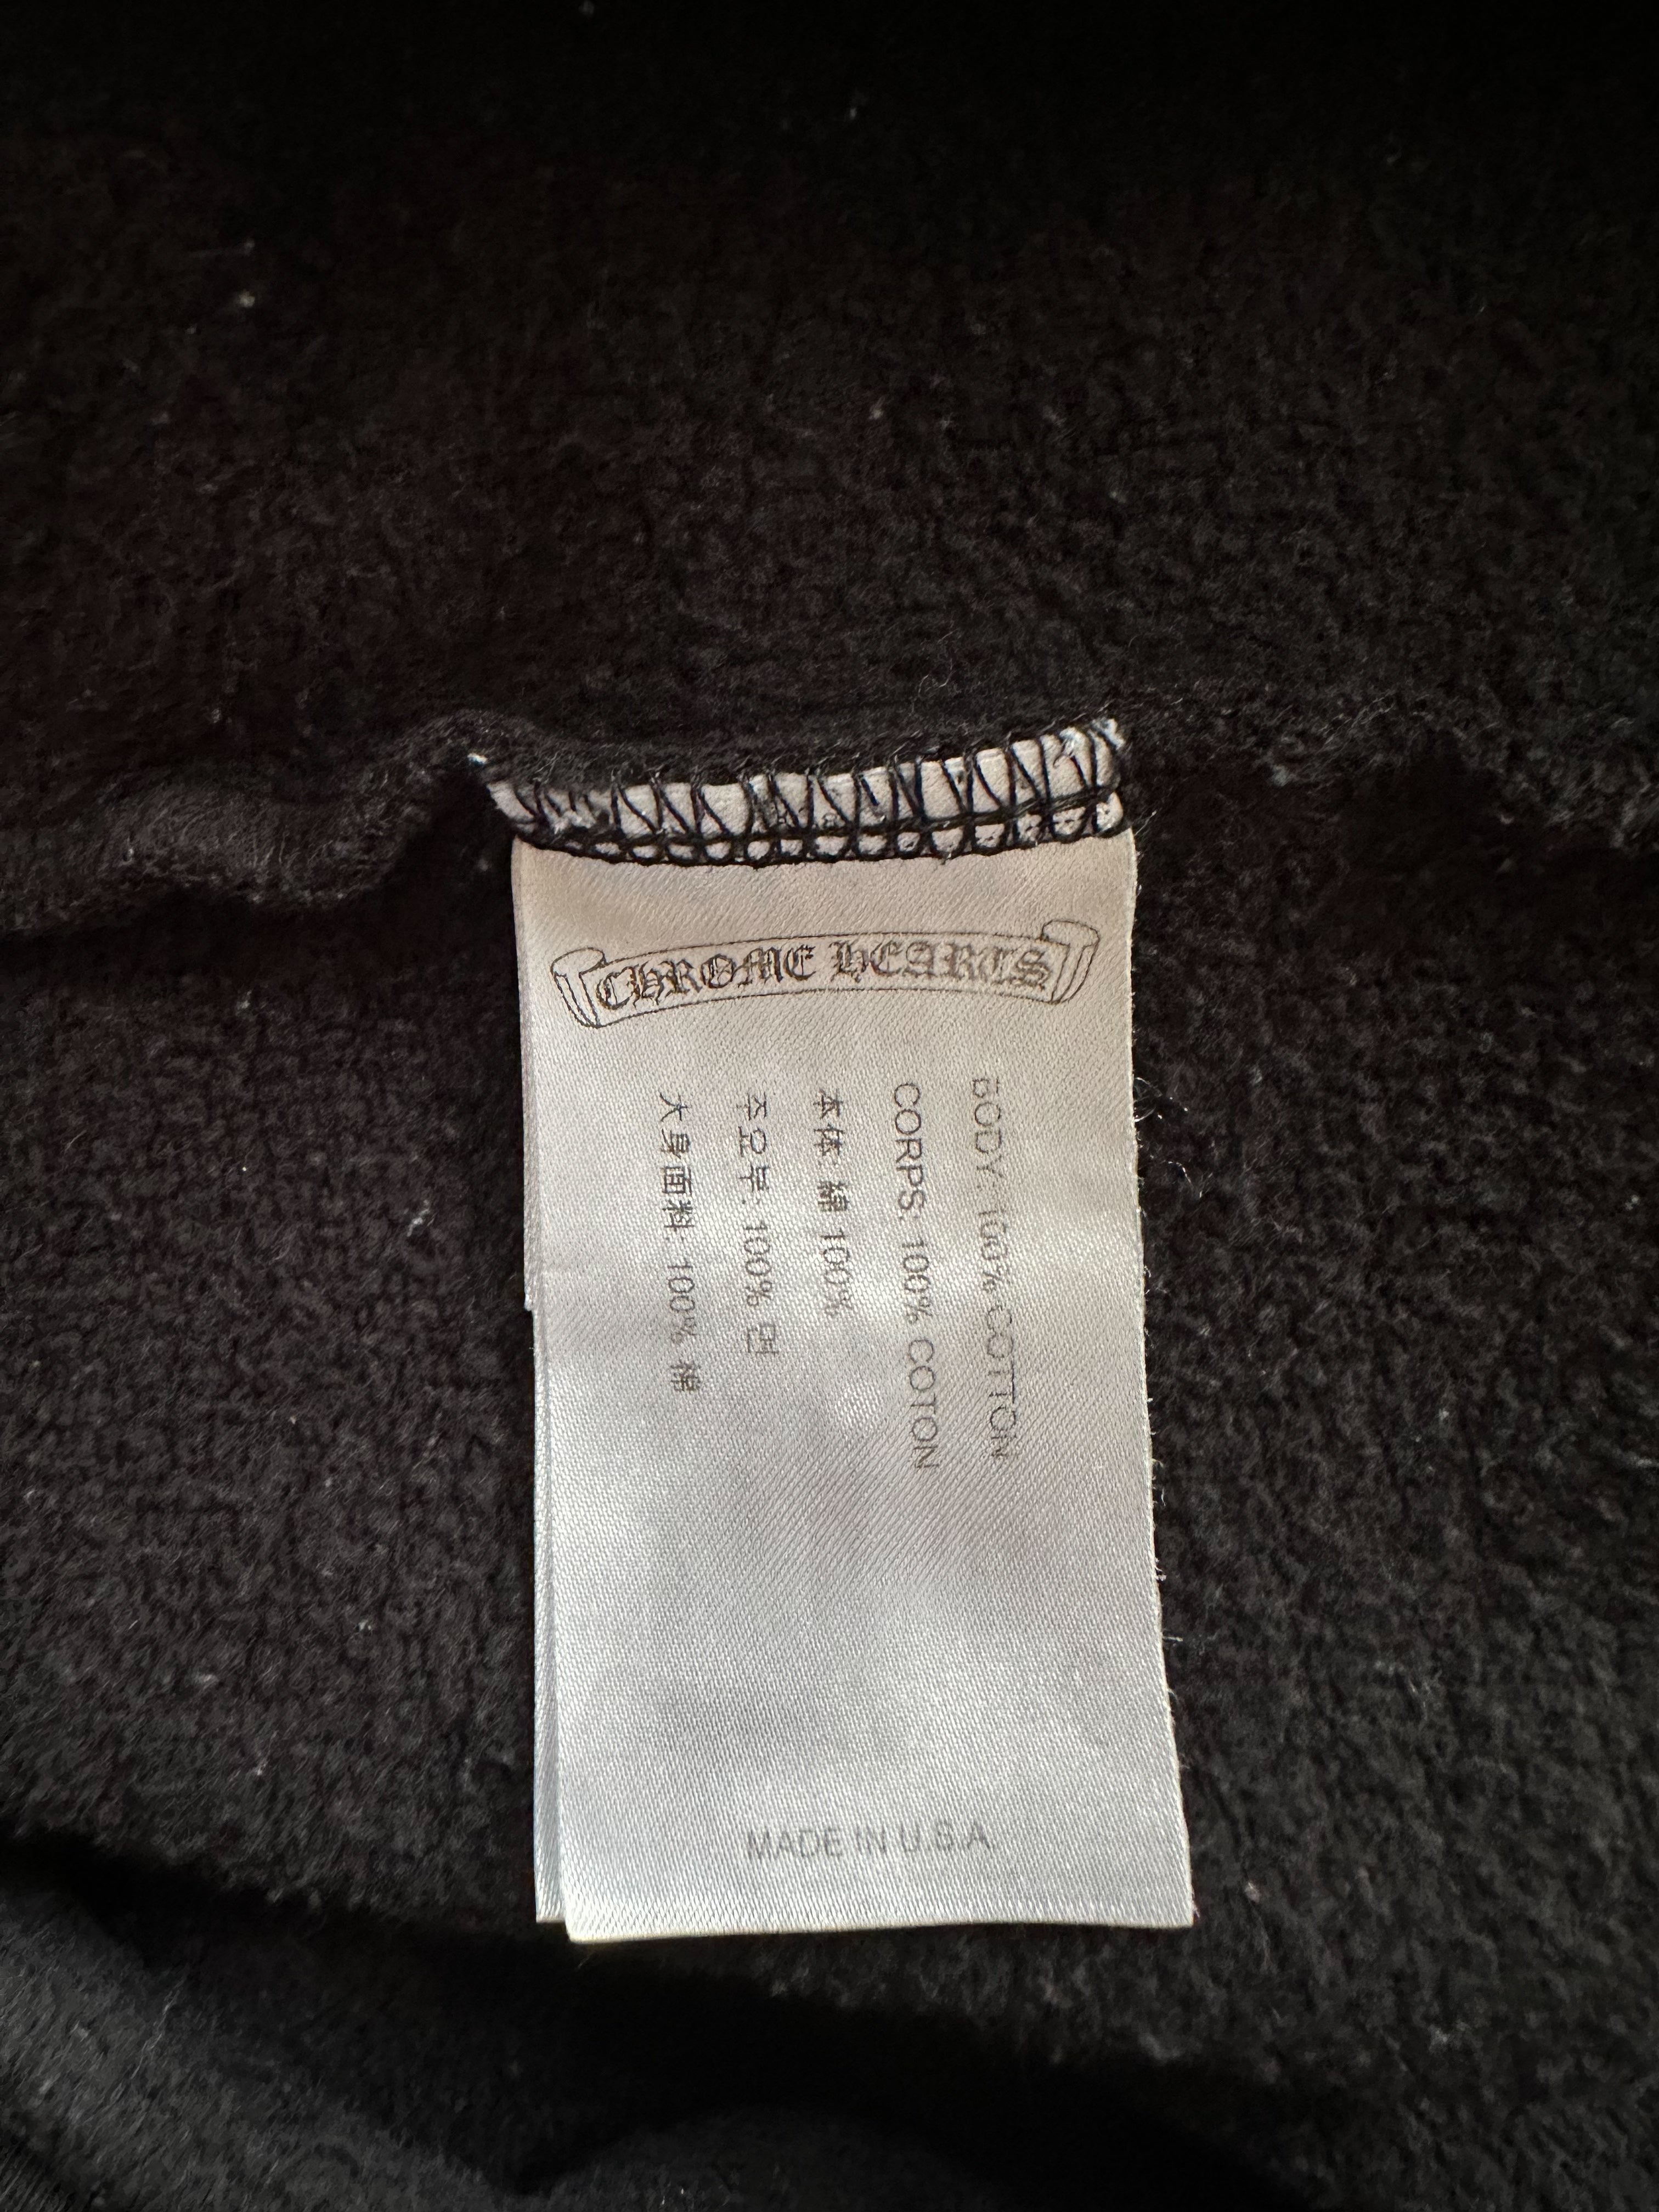 CHROME HEARTS
BODY: 100% COTTON
CORPS: 100% COTON
本体: 綿 100%
주요부: 100% 면
大身面料: 100% 棉
MADE IN U.S.A.